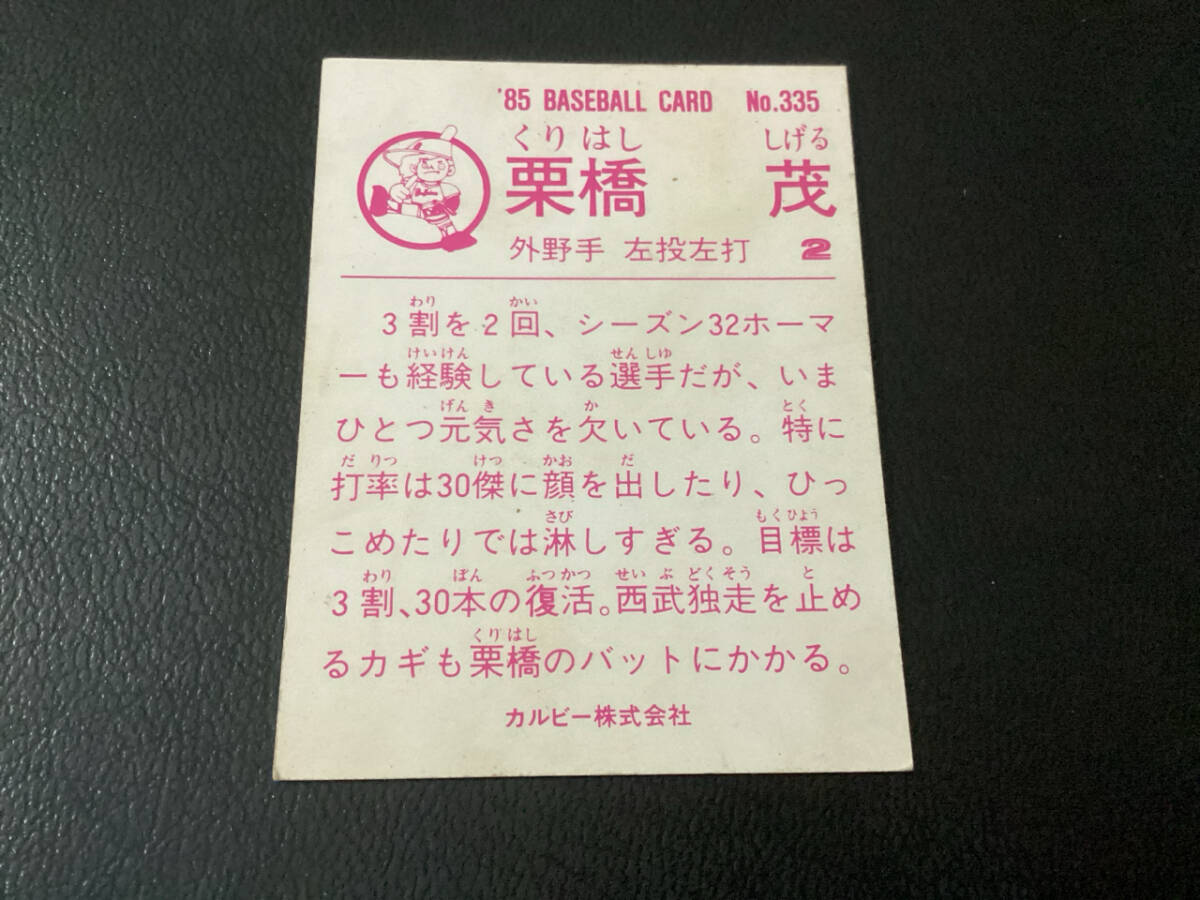 '85 BASEBALL CARD No.335
くりはし しげる
栗橋 茂
外野手 左投左打 2
わり かい
3割を2回、シーズン32ホーマ
けいけん せんしゆ
ーも経験している選手だが、いま
げんき か とく
ひとつ元気さを欠いている。特に
だりつ けつ かお だ
打率は30傑に顔を出したり、ひっ
さび もくひよう
こめたりでは淋しすぎる。目標は
わり ぼん ふつかつ せいぶどくそう と
3割、30本の復活。西武独走を止め
くりはし
るカギも栗橋のバットにかかる。
カルビー株式会社